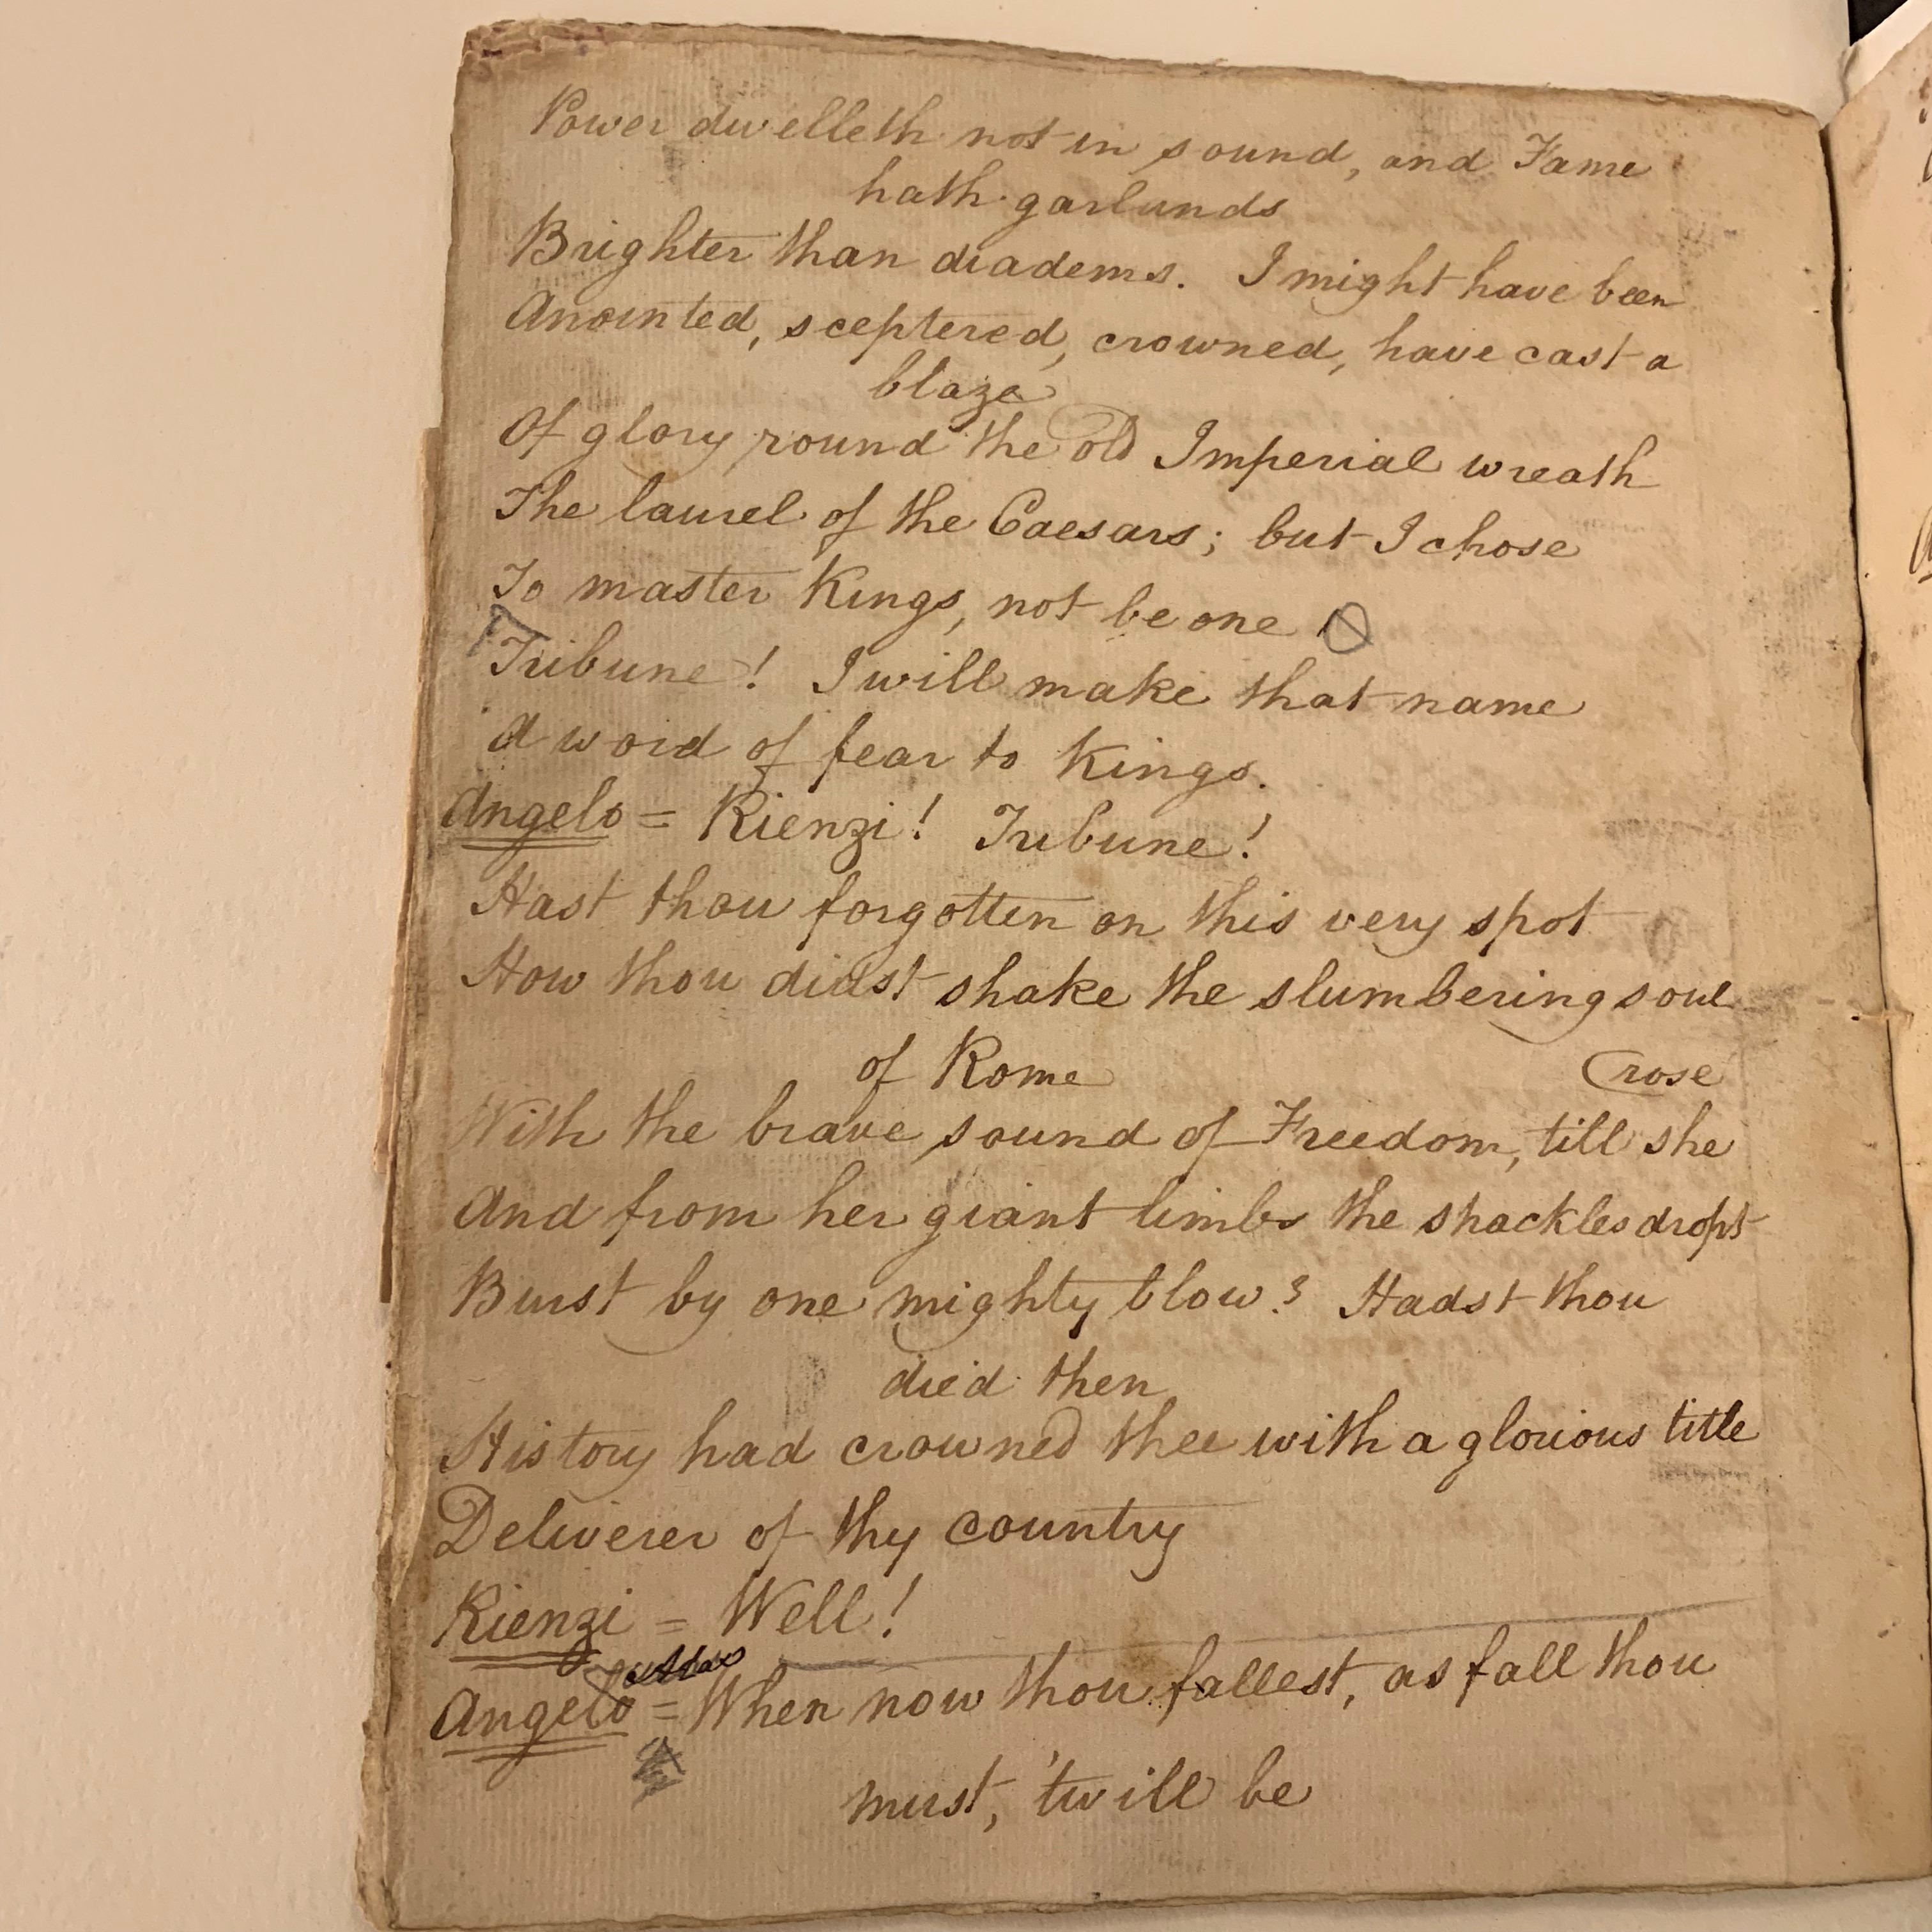 Power dwelleth not in sound, and Fame
hath garlands
Brighter than diadems. I might have been
Anointed, sceptered, crowned, have cast a
blaze
Of glory round the old Imperial wreath
The laurel of the Caesars; but I chose
To master Kings, not be one
Tribune! I will make that name
A word of fear to Kings.
Angelo = Rienzi! Tribune!
Hast thou forgotten on this very spot
How thou didst shake the slumbering soul
of Rome
(rose
With the brave sound of Freedom, till she
And from her giant limbs the shackles dropt
Burst by one mighty blow? Hadst thou
died then
History had crowned thee with a glorious title
Deliverer of thy country
Rienzi = Well!
Angelo = When now thou fallest, as fall thou
must, 'twill be